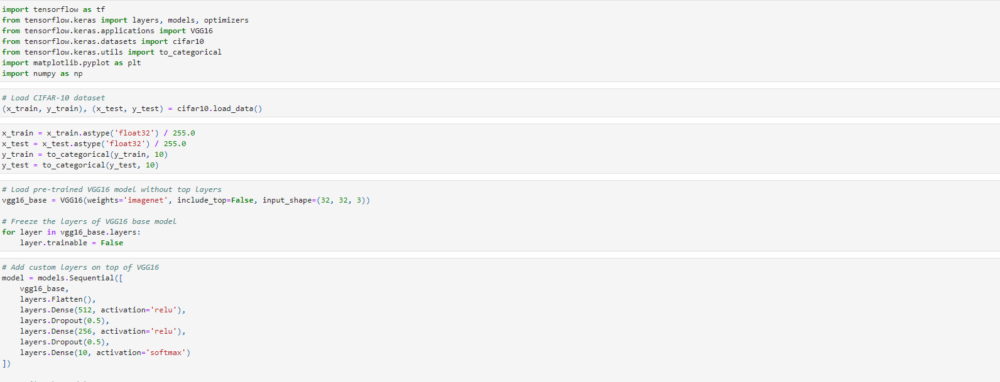 import tensorflow as tf
from tensorflow.keras import layers, models, optimizers
from tensorflow.keras.applications import VGG16
from tensorflow.keras.datasets import cifar10
from tensorflow.keras.utils import to_categorical
import matplotlib.pyplot as plt
import numpy as np
# Load CIFAR-10 dataset
(x_train, y_train), (x_test, y_test) = cifar10.load_data()
x_train = x_train.astype('float32') / 255.0
x_test = x_test.astype('float32') / 255.0
y_train = to_categorical(y_train, 10)
y_test = to_categorical(y_test, 10)
# Load pre-trained VGG16 model without top layers
vgg16_base = VGG16(weights='imagenet', include_top=False, input_shape=(32, 32, 3))
# Freeze the layers of VGG16 base model
for layer in vgg16_base.layers:
    layer.trainable = False
# Add custom layers on top of VGG16
model = models.Sequential([
    vgg16_base,
    layers.Flatten(),
    layers.Dense(512, activation='relu'),
    layers.Dropout(0.5),
    layers.Dense(256, activation='relu'),
    layers.Dropout(0.5),
    layers.Dense(10, activation='softmax')
])